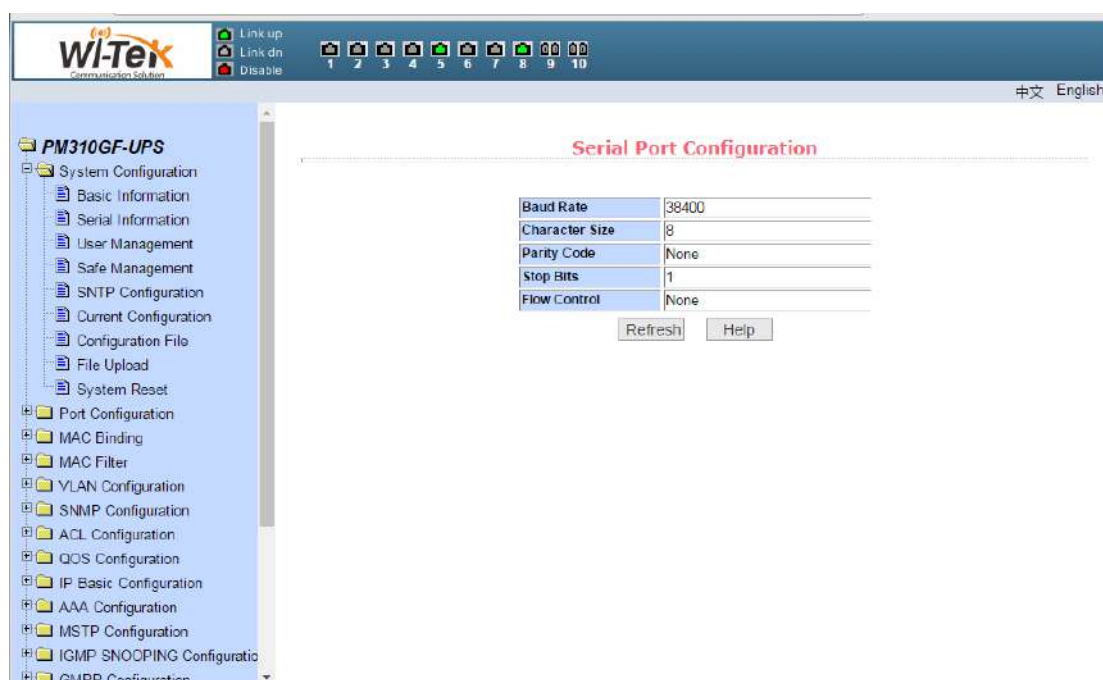 WI-TeK
Communication Solution
Link up
Link dn
Disable
1 2 3 4 5 6 7 8 9 10
中文 English
PM310GF-UPS
System Configuration
Basic Information
Serial Information
User Management
Safe Management
SNTP Configuration
Current Configuration
Configuration File
File Upload
System Reset
Port Configuration
MAC Binding
MAC Filter
VLAN Configuration
SNMP Configuration
ACL Configuration
QOS Configuration
IP Basic Configuration
AAA Configuration
MSTP Configuration
IGMP SNOOPING Configuratio
GMRP Configuration
Serial Port Configuration
Baud Rate 38400
Character Size 8
Parity Code None
Stop Bits 1
Flow Control None
Refresh Help